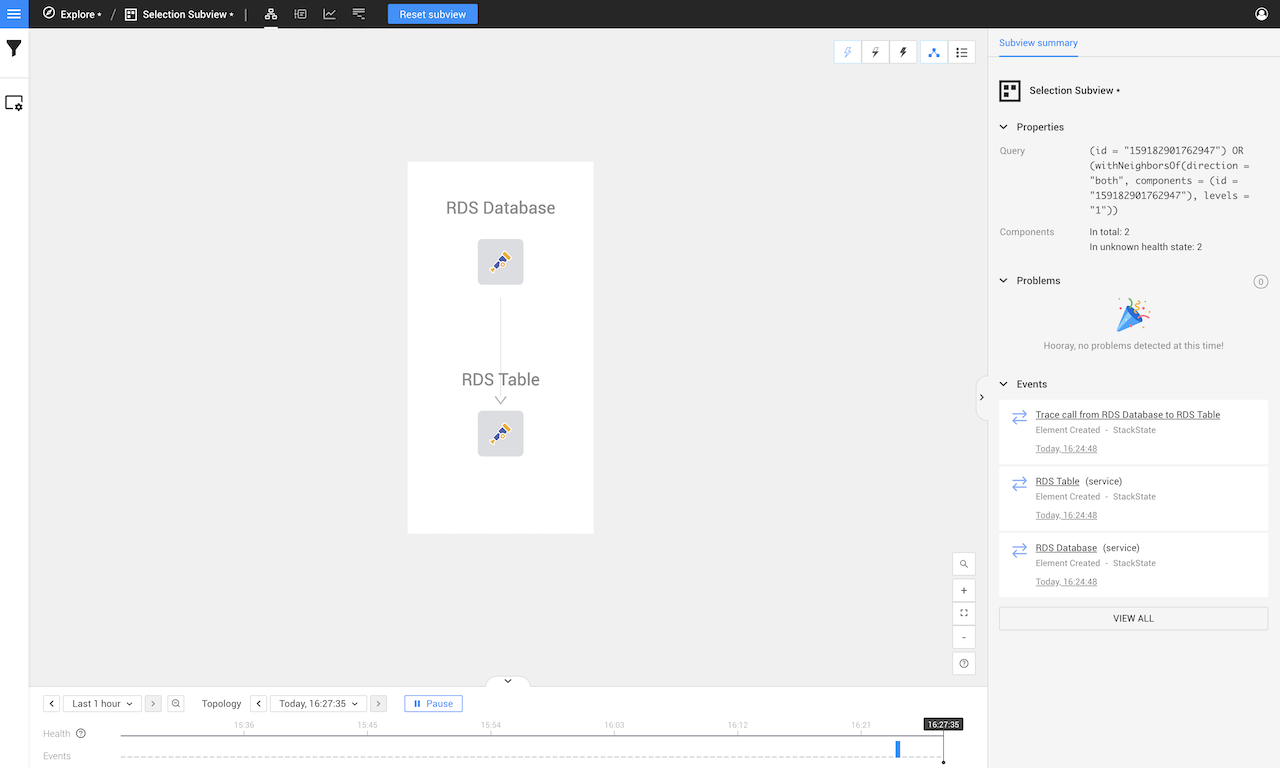 Explore *
/
Selection Subview *
Reset subview
RDS Database
RDS Table
Subview summary
Selection Subview *
Properties
Query
(id = "159182901762947") OR
(withNeighborsOf(direction =
"both", components = (id =
"159182901762947"), levels =
"1"))
Components
In total: 2
In unknown health state: 2
Problems
0
Hooray, no problems detected at this time!
Events
Trace call from RDS Database to RDS Table
Element Created - StackState
Today, 16:24:48
RDS Table (service)
Element Created - StackState
Today, 16:24:48
RDS Database (service)
Element Created - StackState
Today, 16:24:48
VIEW ALL
+
-
Last 1 hour
Topology
Today, 16:27:35
Pause
15:36
15:45
15:54
16:03
16:12
16:21
16:27:35
Health
Events